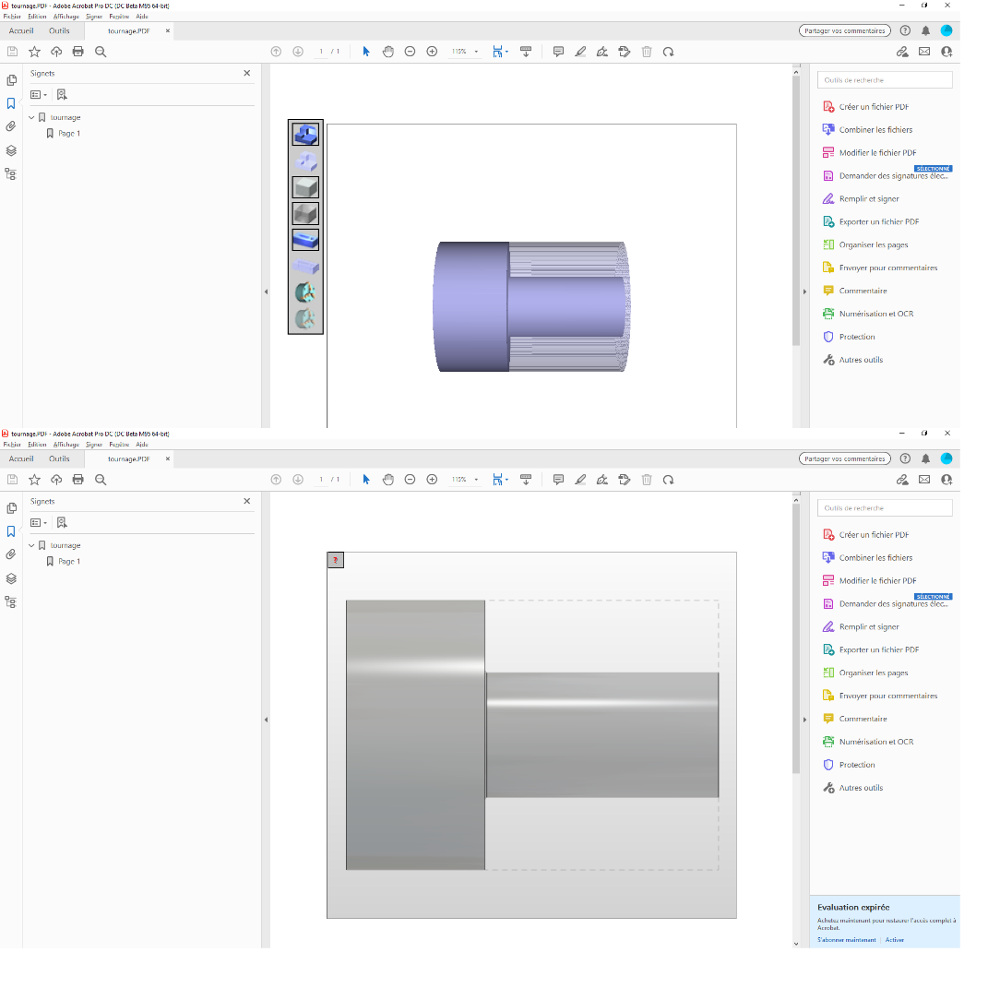 tournage.PDF - Adobe Acrobat Pro DC (DC Beta M95 64-bit)
Fichier Edition Affichage Signer Fenêtre Aide
Accueil Outils tournage.PDF × Partager vos commentaires
1 / 1 115%
Signets
Outils de recherche
tournage
Page 1
Créer un fichier PDF
Combiner les fichiers
Modifier le fichier PDF
SÉLECTIONNÉ
Demander des signatures élec...
Remplir et signer
Exporter un fichier PDF
Organiser les pages
Envoyer pour commentaires
Commentaire
Numérisation et OCR
Protection
Autres outils
tournage.PDF - Adobe Acrobat Pro DC (DC Beta M95 64-bit)
Fichier Edition Affichage Signer Fenêtre Aide
Accueil Outils tournage.PDF × Partager vos commentaires
1 / 1 115%
Signets
Outils de recherche
tournage
Page 1
?
Créer un fichier PDF
Combiner les fichiers
Modifier le fichier PDF
SÉLECTIONNÉ
Demander des signatures élec...
Remplir et signer
Exporter un fichier PDF
Organiser les pages
Envoyer pour commentaires
Commentaire
Numérisation et OCR
Protection
Autres outils
Evaluation expirée
Achetez maintenant pour restaurer l'accès complet à
Acrobat.
S'abonner maintenant | Activer